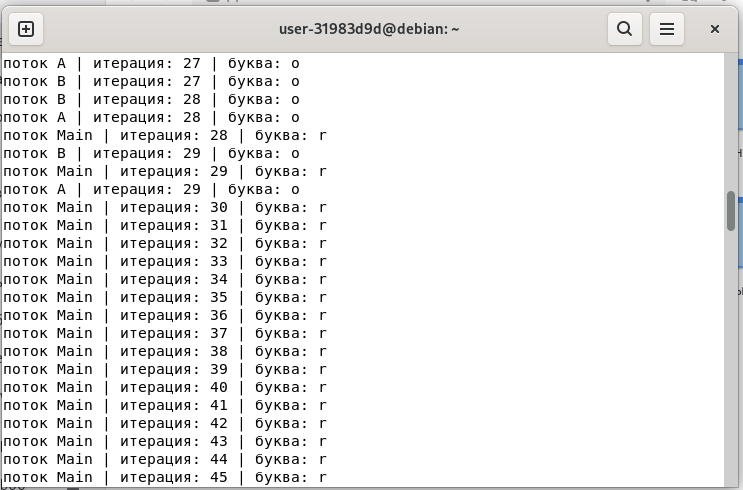 user-31983d9d@debian: ~
поток A | итерация: 27 | буква: o
поток B | итерация: 27 | буква: o
поток B | итерация: 28 | буква: o
поток A | итерация: 28 | буква: o
поток Main | итерация: 28 | буква: r
поток B | итерация: 29 | буква: o
поток Main | итерация: 29 | буква: r
поток A | итерация: 29 | буква: o
поток Main | итерация: 30 | буква: r
поток Main | итерация: 31 | буква: r
поток Main | итерация: 32 | буква: r
поток Main | итерация: 33 | буква: r
поток Main | итерация: 34 | буква: r
поток Main | итерация: 35 | буква: r
поток Main | итерация: 36 | буква: r
поток Main | итерация: 37 | буква: r
поток Main | итерация: 38 | буква: r
поток Main | итерация: 39 | буква: r
поток Main | итерация: 40 | буква: r
поток Main | итерация: 41 | буква: r
поток Main | итерация: 42 | буква: r
поток Main | итерация: 43 | буква: r
поток Main | итерация: 44 | буква: r
поток Main | итерация: 45 | буква: r